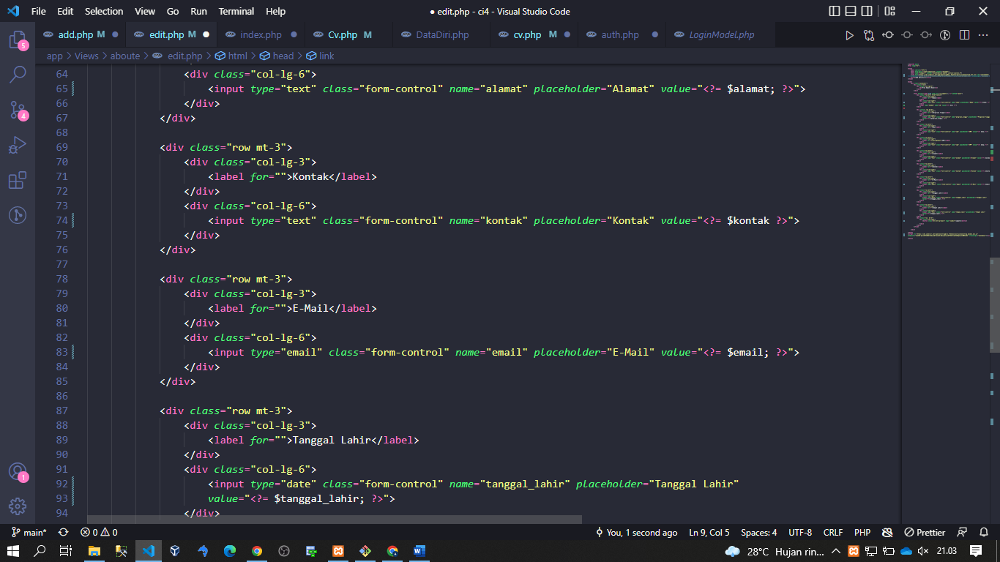 File Edit Selection View Go Run Terminal Help
● edit.php - ci4 - Visual Studio Code
add.php M edit.php M index.php Cv.php M DataDiri.php cv.php M auth.php LoginModel.php
app > Views > aboute > edit.php > html > head > link
5
4
1
64 <div class="col-lg-6">
65 <input type="text" class="form-control" name="alamat" placeholder="Alamat" value="<?= $alamat; ?>">
66 </div>
67 </div>
68
69 <div class="row mt-3">
70 <div class="col-lg-3">
71 <label for="">Kontak</label>
72 </div>
73 <div class="col-lg-6">
74 <input type="text" class="form-control" name="kontak" placeholder="Kontak" value="<?= $kontak ?>">
75 </div>
76 </div>
77
78 <div class="row mt-3">
79 <div class="col-lg-3">
80 <label for="">E-Mail</label>
81 </div>
82 <div class="col-lg-6">
83 <input type="email" class="form-control" name="email" placeholder="E-Mail" value="<?= $email; ?>">
84 </div>
85 </div>
86
87 <div class="row mt-3">
88 <div class="col-lg-3">
89 <label for="">Tanggal Lahir</label>
90 </div>
91 <div class="col-lg-6">
92 <input type="date" class="form-control" name="tanggal_lahir" placeholder="Tanggal Lahir"
93 value="<?= $tanggal_lahir; ?>">
94 </div>
main* 0 0 You, 1 second ago Ln 9, Col 5 Spaces: 4 UTF-8 CRLF PHP Prettier
28°C Hujan rin... 21.03